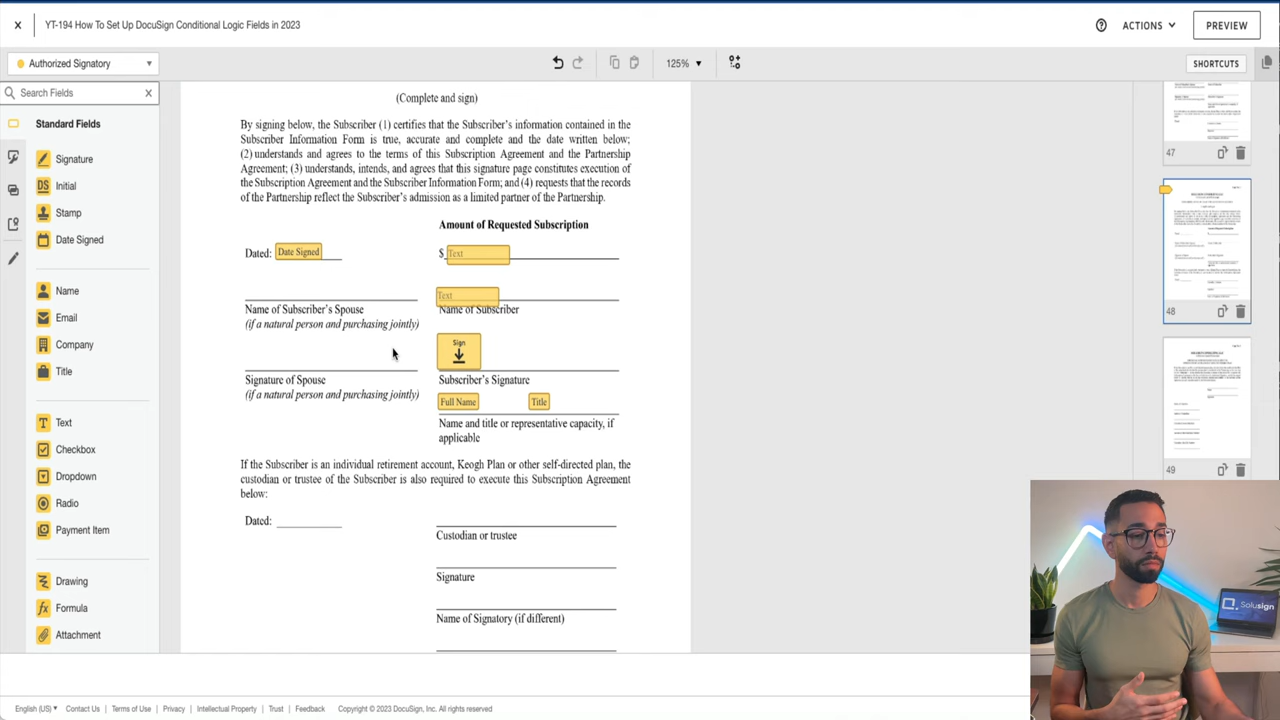 YT-194 How To Set Up DocuSign Conditional Logic Fields in 2023
ACTIONS
PREVIEW
Authorized Signatory
125%
SHORTCUTS
Search Fields
Standard Fields
Signature
DS Initial
Stamp
Date Signed
Name
Email
Company
Title
T Text
Checkbox
Dropdown
Radio
Payment Item
Drawing
fx Formula
Attachment
(Complete and sign)
By signing below, the Subscriber (1) certifies that the Subscriber's information contained in the
Subscriber Information Form is true, accurate and complete and the date written below;
(2) understands and agrees to the terms of this Subscription Agreement and the Partnership
Agreement; (3) understands, intends, and agrees that this signature page constitutes execution of
the Subscription Agreement and the Subscriber Information Form; and (4) requests that the records
of the Partnership reflect the Subscriber's admission as a limited partner of the Partnership.
Amount of Requested Subscription
Dated: Date Signed
$ Text
Text
Name of Subscriber's Spouse
(if a natural person and purchasing jointly)
Name of Subscriber
Sign
Signature of Spouse
(if a natural person and purchasing jointly)
Subscriber's Signature
Full Name Title
Name and title or representative capacity, if
applicable
If the Subscriber is an individual retirement account, Keogh Plan or other self-directed plan, the
custodian or trustee of the Subscriber is also required to execute this Subscription Agreement
below:
Dated:
Custodian or trustee
Signature
Name of Signatory (if different)
47
48
49
Solusign
English (US) | Contact Us | Terms of Use | Privacy | Intellectual Property | Trust | Feedback Copyright © 2023 DocuSign, Inc. All rights reserved